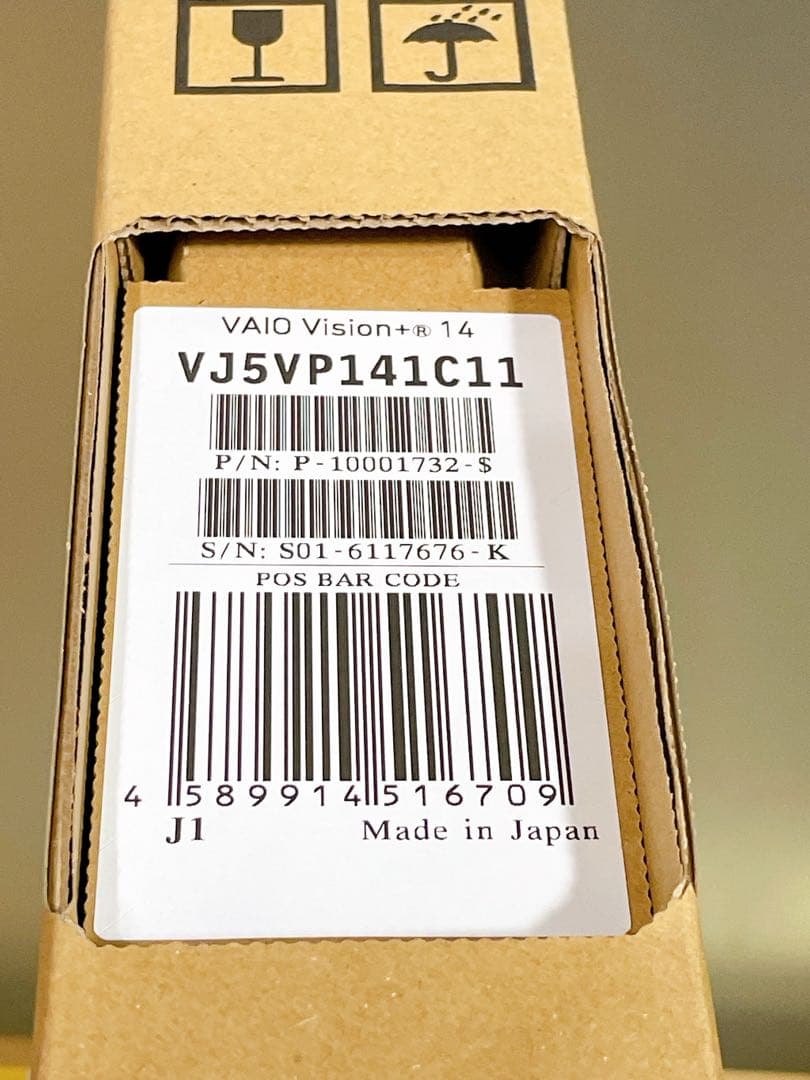 VAIO Vision+® 14
VJ5VP141C11
P/N: P-10001732-$
S/N: S01-6117676-K
POS BAR CODE
4 589914 516709
J1 Made in Japan